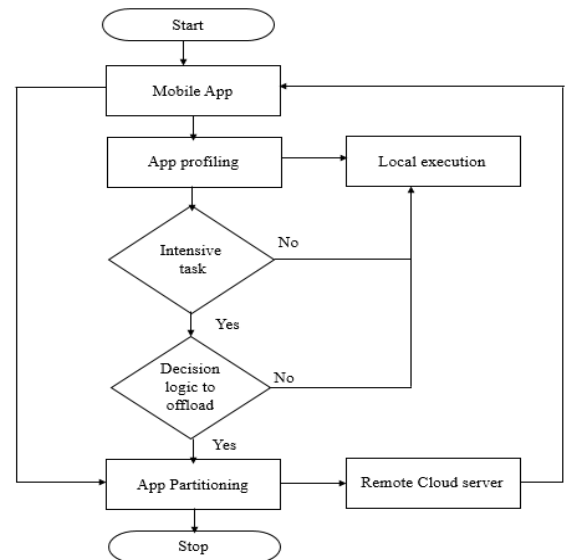 Start
Mobile App
App profiling
Local execution
Intensive
task
No
Yes
Decision
logic to
offload
No
Yes
App Partitioning
Remote Cloud server
Stop